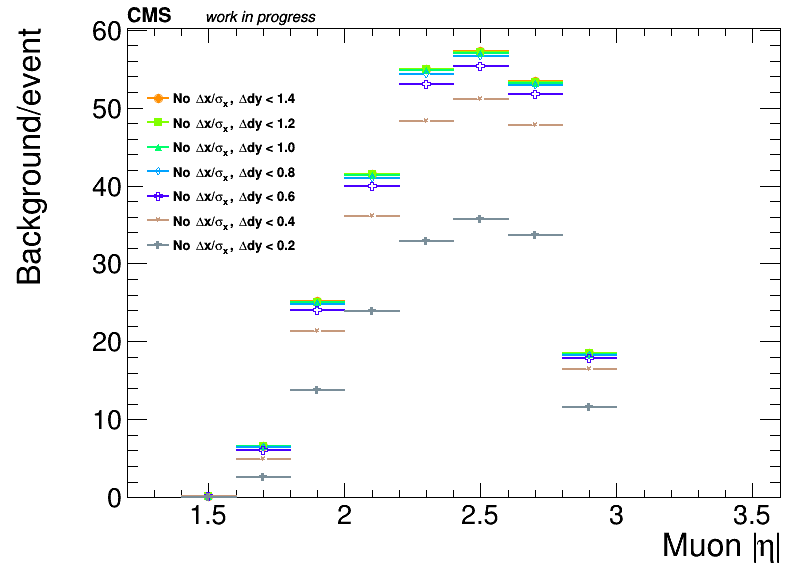 CMS work in progress
Background/event
60
50
40
30
20
10
0
No Δx/σx, Δdy < 1.4
No Δx/σx, Δdy < 1.2
No Δx/σx, Δdy < 1.0
No Δx/σx, Δdy < 0.8
No Δx/σx, Δdy < 0.6
No Δx/σx, Δdy < 0.4
No Δx/σx, Δdy < 0.2
1.5 2 2.5 3 3.5
Muon |η|